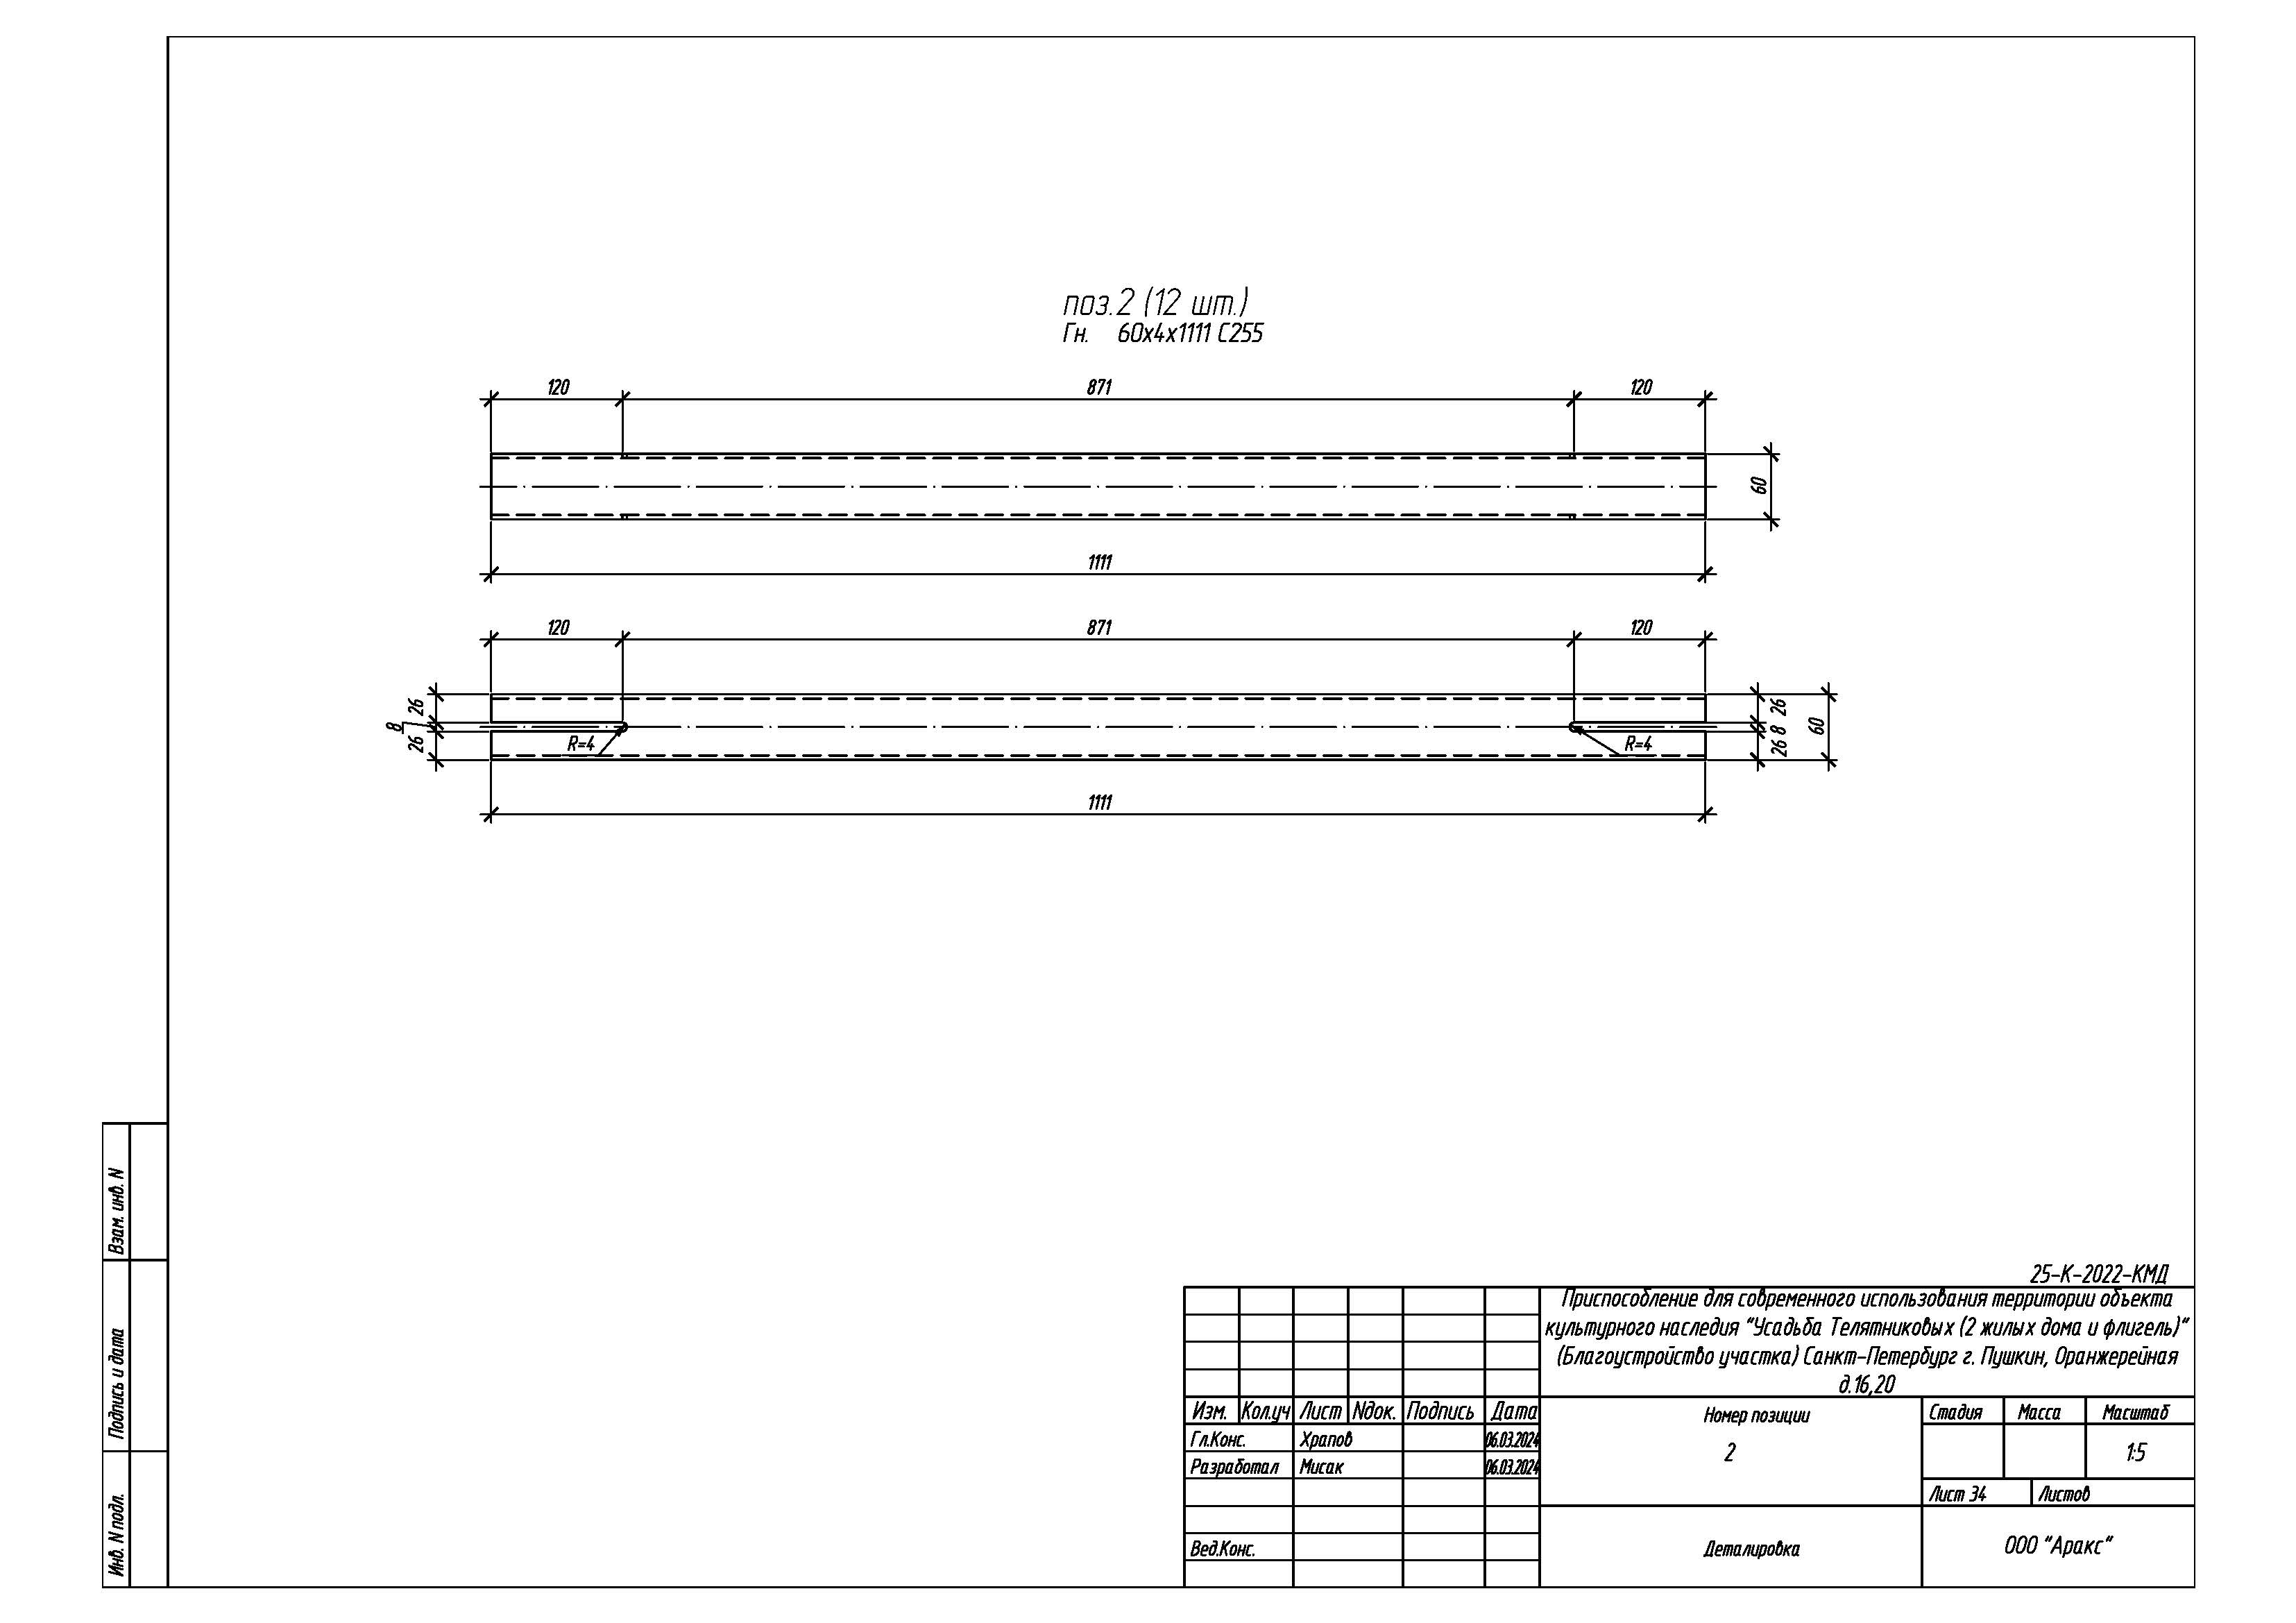 поз.2 (12 шт.)
Гн. 60х4х1111 С255
120 871 120
60
1111
120 871 120
26
8
26
R=4
R=4
26
8
26
60
1111
Взам. инв. N
Подпись и дата
Инв. N подл.
25-К-2022-КМД
Приспособление для современного использования территории объекта
культурного наследия "Усадьба Телятниковых (2 жилых дома и флигель)"
(Благоустройство участка) Санкт-Петербург г. Пушкин, Оранжерейная
д.16,20
Изм. Кол.уч Лист Nдок. Подпись Дата
Гл.Конс. Храпов 06.03.2024
Разработал Мисак 06.03.2024
Вед.Конс.
Номер позиции
2
Стадия Масса Масштаб
1:5
Лист 34 Листов
Деталировка
ООО "Аракс"